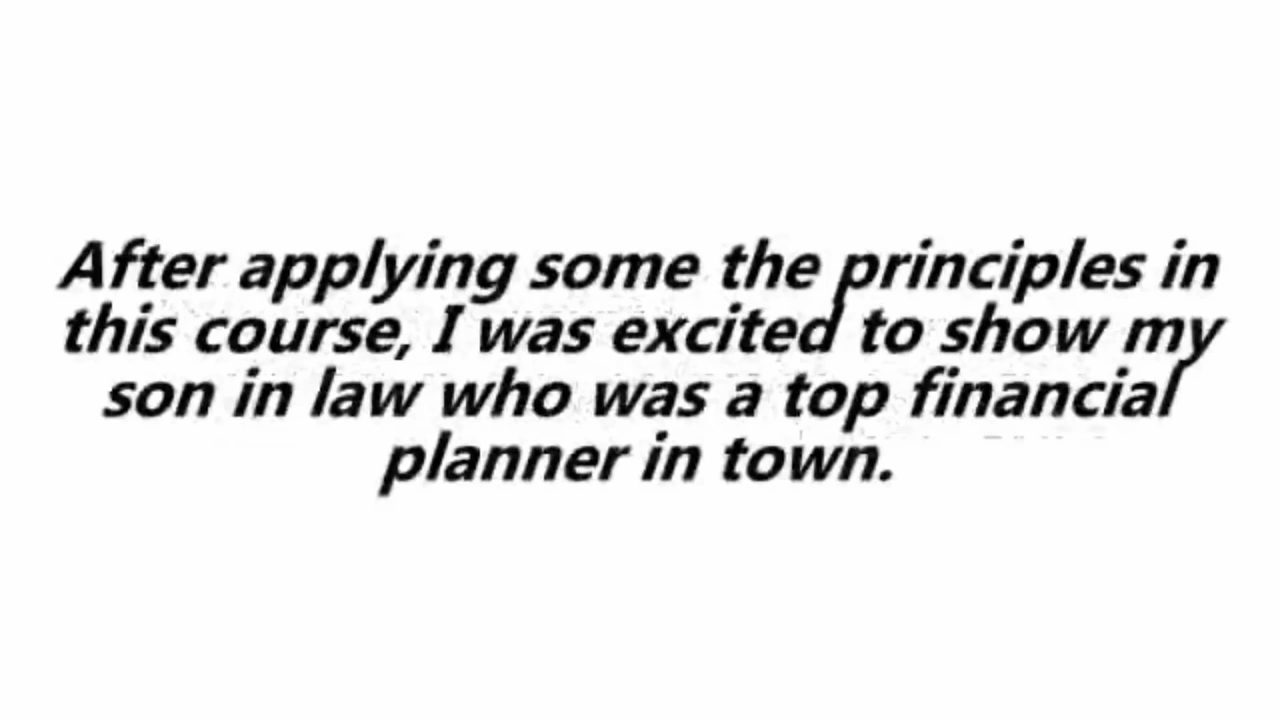 After applying some the principles in
this course, I was excited to show my
son in law who was a top financial
planner in town.